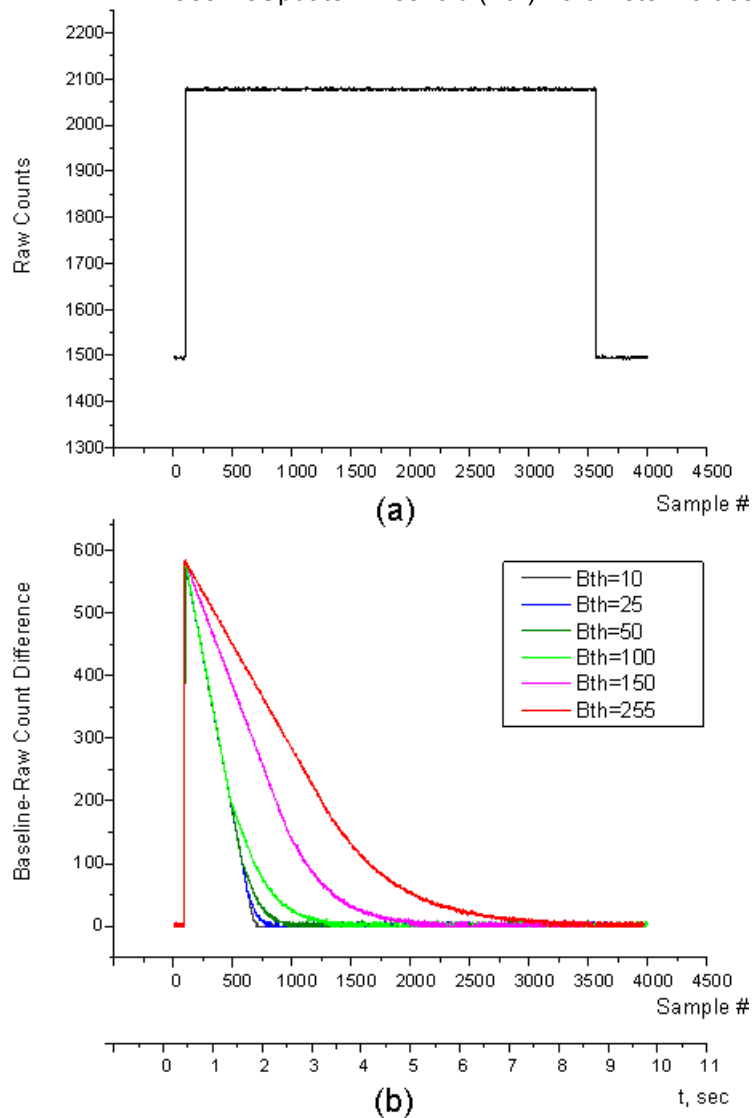 2200
2100
2000
1900
1800
1700
1600
1500
1400
1300
Raw Counts
0 500 1000 1500 2000 2500 3000 3500 4000 4500
(a)
Sample #
600
500
400
300
200
100
0
Baseline-Raw Count Difference
Bth=10
Bth=25
Bth=50
Bth=100
Bth=150
Bth=255
0 500 1000 1500 2000 2500 3000 3500 4000 4500
Sample #
0 1 2 3 4 5 6 7 8 9 10 11
(b)
t, sec